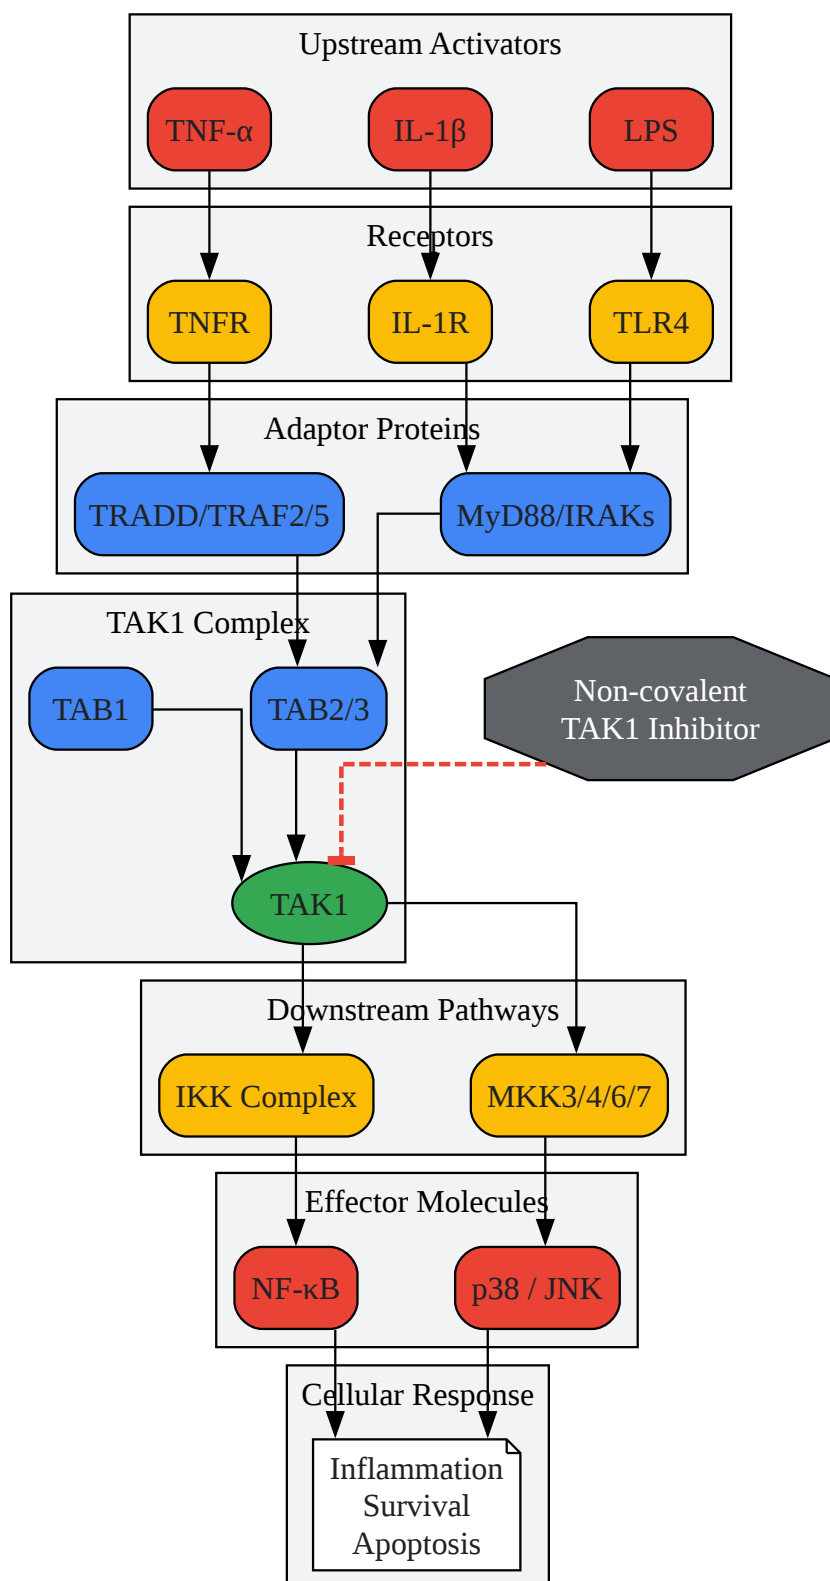 Upstream Activators
TNF-α
IL-1β
LPS
Receptors
TNFR
IL-1R
TLR4
Adaptor Proteins
TRADD/TRAF2/5
MyD88/IRAKs
TAK1 Complex
TAB1
TAB2/3
Non-covalent
TAK1 Inhibitor
TAK1
Downstream Pathways
IKK Complex
MKK3/4/6/7
Effector Molecules
NF-κB
p38 / JNK
Cellular Response
Inflammation
Survival
Apoptosis